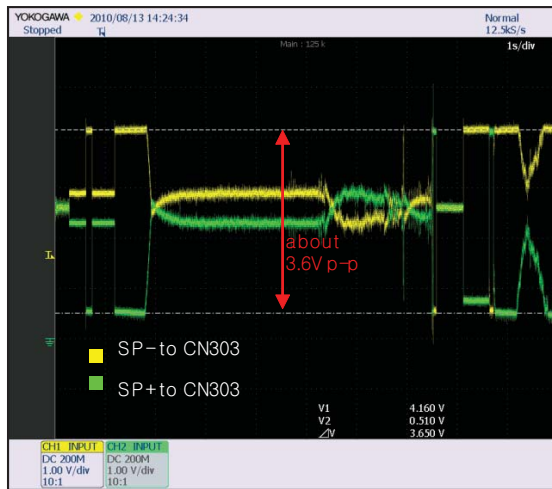 YOKOGAWA 2010/08/13 14:24:34 Normal
Stopped 12.5kS/s
Main : 125 k 1s/div
about
3.6V p-p
SP- to CN303
SP+ to CN303
V1 4.160 V
V2 0.510 V
⊿V 3.650 V
CH1 INPUT CH2 INPUT
DC 200M
1.00 V/div
10:1
DC 200M
1.00 V/div
10:1